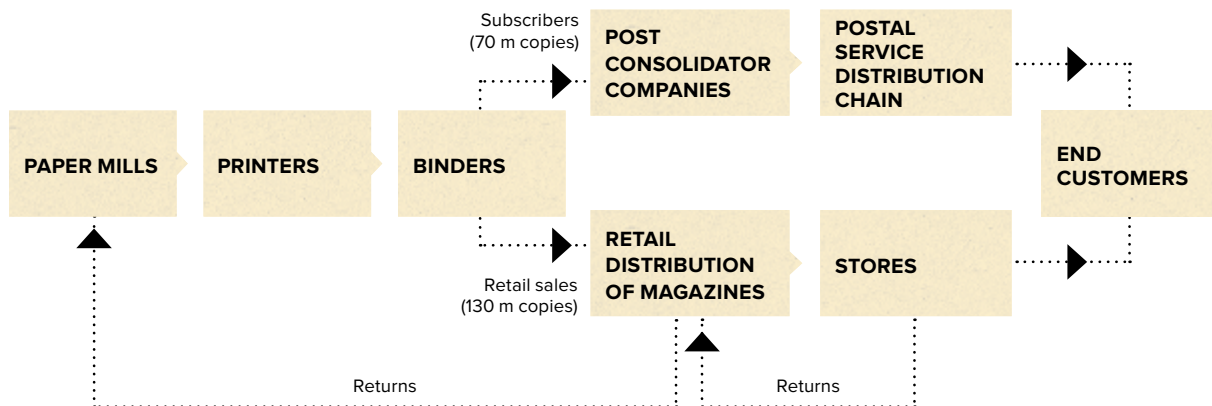 Subscribers
(70 m copies)
POST
CONSOLIDATOR
COMPANIES
POSTAL
SERVICE
DISTRIBUTION
CHAIN
PAPER MILLS
PRINTERS
BINDERS
END
CUSTOMERS
Retail sales
(130 m copies)
RETAIL
DISTRIBUTION
OF MAGAZINES
STORES
Returns
Returns